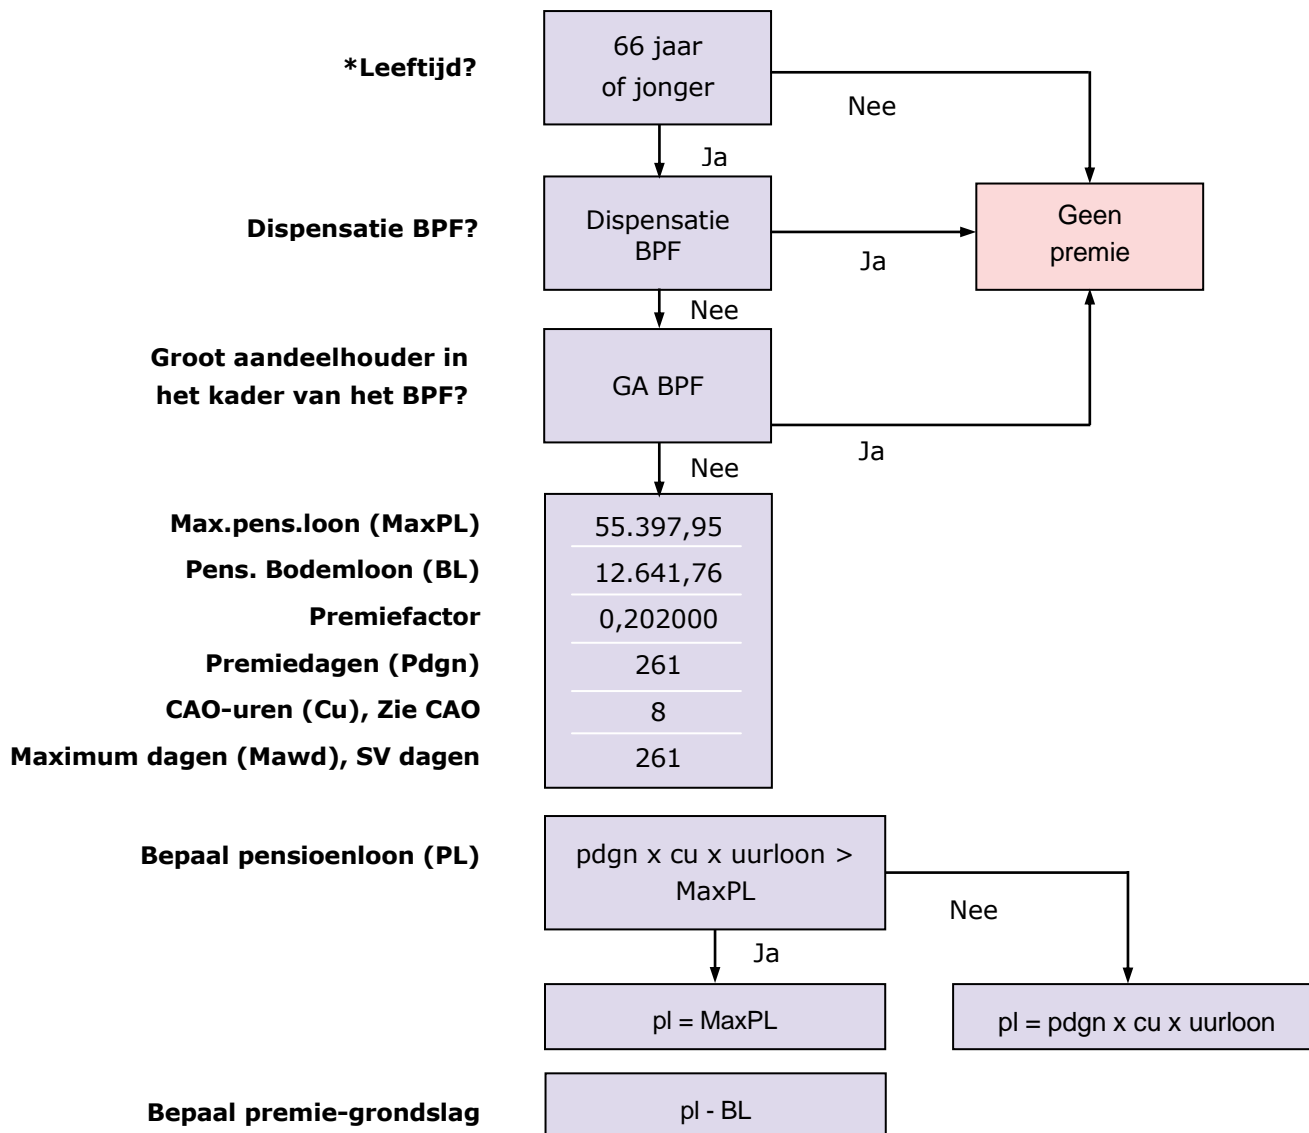 66 jaar
of jonger
*Leeftijd?
Nee
Ja
Dispensatie BPF?
Dispensatie
BPF
Ja
Geen
premie
Nee
Groot aandeelhouder in
het kader van het BPF?
GA BPF
Ja
Nee
Max.pens.loon (MaxPL)
55.397,95
Pens. Bodemloon (BL)
12.641,76
Premiefactor
0,202000
Premiedagen (Pdgn)
261
CAO-uren (Cu), Zie CAO
8
Maximum dagen (Mawd), SV dagen
261
Bepaal pensioenloon (PL)
pdgn x cu x uurloon >
MaxPL
Nee
Ja
pl = MaxPL
pl = pdgn x cu x uurloon
Bepaal premie-grondslag
pl - BL